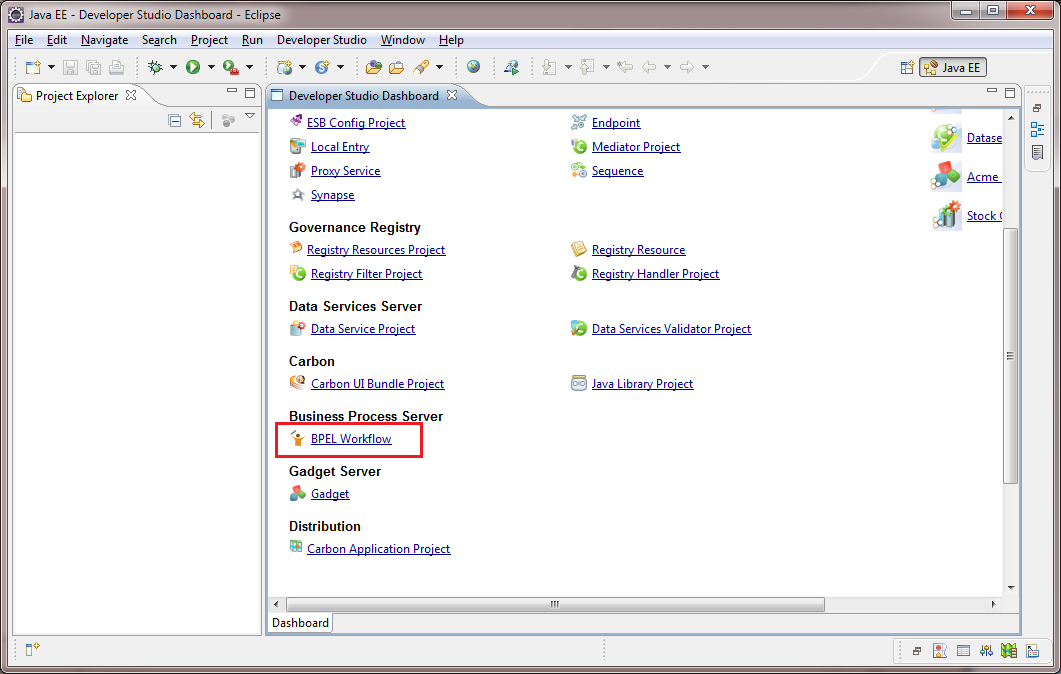 Java EE - Developer Studio Dashboard - Eclipse
File Edit Navigate Search Project Run Developer Studio Window Help
Java EE
Project Explorer
Developer Studio Dashboard
ESB Config Project Endpoint
Local Entry Mediator Project
Proxy Service Sequence
Synapse
Datase
Acme
Stock
Governance Registry
Registry Resources Project Registry Resource
Registry Filter Project Registry Handler Project
Data Services Server
Data Service Project Data Services Validator Project
Carbon
Carbon UI Bundle Project Java Library Project
Business Process Server
BPEL Workflow
Gadget Server
Gadget
Distribution
Carbon Application Project
Dashboard